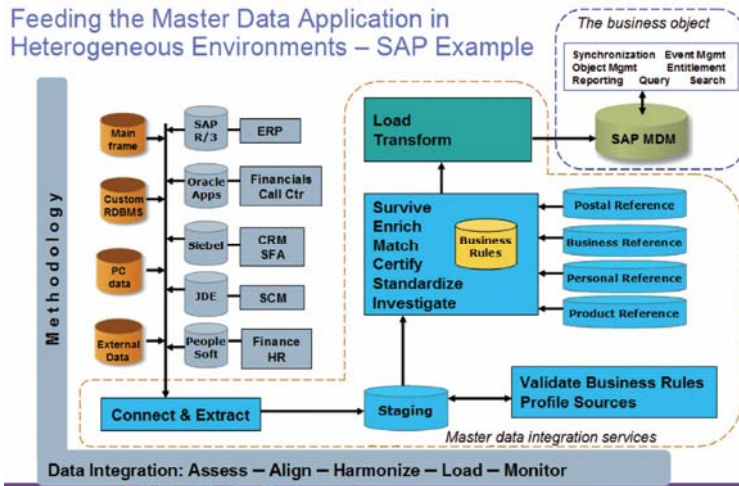 Feeding the Master Data Application in
Heterogeneous Environments – SAP Example
The business object
Synchronization Event Mgmt
Object Mgmt Entitlement
Reporting Query Search
SAP MDM
Load
Transform
Main
frame
SAP
R/3
ERP
Custom
RDBMS
Oracle
Apps
Financials
Call Ctr
Siebel
CRM
SFA
PC
data
JDE
SCM
External
Data
People
Soft
Finance
HR
Survive
Enrich
Match
Certify
Standardize
Investigate
Business
Rules
Postal Reference
Business Reference
Personal Reference
Product Reference
Connect & Extract
Staging
Validate Business Rules
Profile Sources
Master data integration services
Methodology
Data Integration: Assess – Align – Harmonize – Load – Monitor